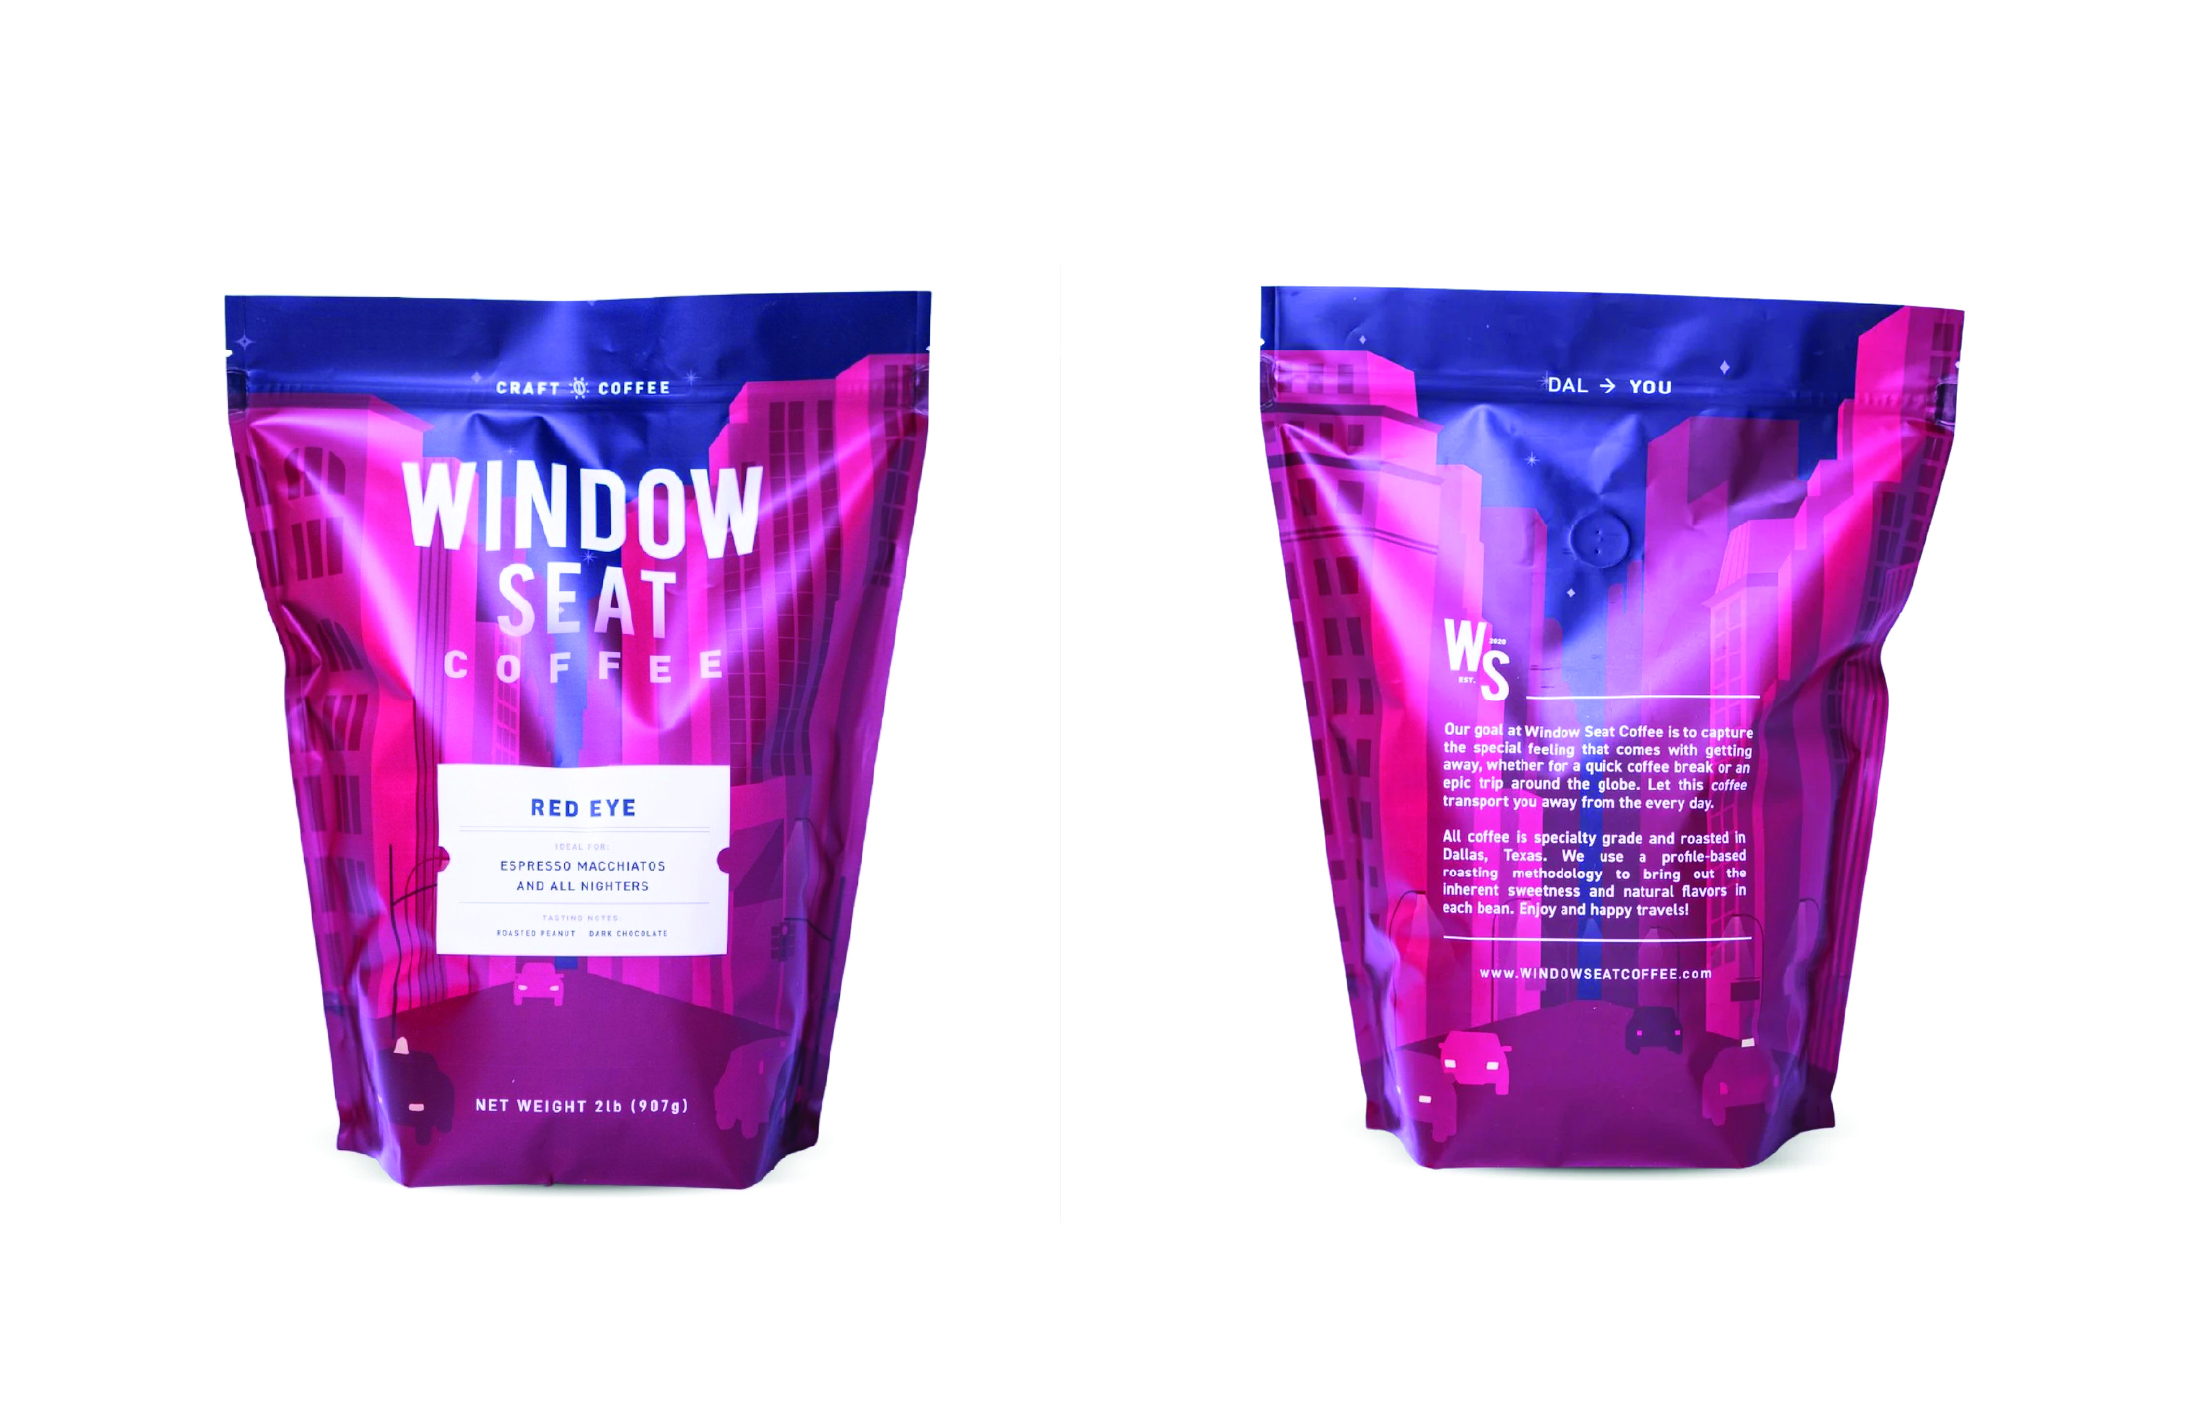 CRAFT COFFEE
WINDOW
SEAT
COFFEE
RED EYE
IDEAL FOR:
ESPRESSO MACCHIATOS
AND ALL NIGHTERS
TASTING NOTES:
ROASTED PEANUT DARK CHOCOLATE
NET WEIGHT 2lb (907g)
DAL → YOU
W 2020
EST. S
Our goal at Window Seat Coffee is to capture
the special feeling that comes with getting
away, whether for a quick coffee break or an
epic trip around the globe. Let this coffee
transport you away from the every day.
All coffee is specialty grade and roasted in
Dallas, Texas. We use a profile-based
roasting methodology to bring out the
inherent sweetness and natural flavors in
each bean. Enjoy and happy travels!
www.WINDOWSEATCOFFEE.com